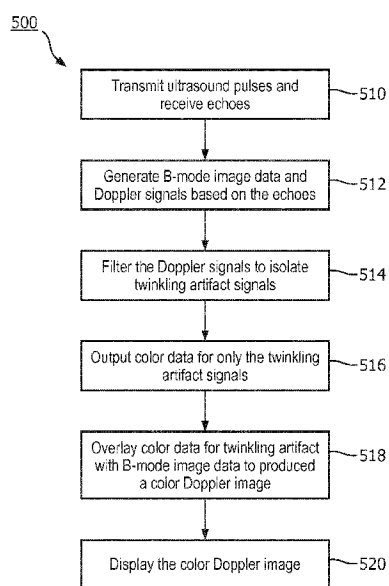 500
Transmit ultrasound pulses and
receive echoes
510
Generate B-mode image data and
Doppler signals based on the echoes
512
Filter the Doppler signals to isolate
twinkling artifact signals
514
Output color data for only the twinkling
artifact signals
516
Overlay color data for twinkling artifact
with B-mode image data to produced
a color Doppler image
518
Display the color Doppler image
520